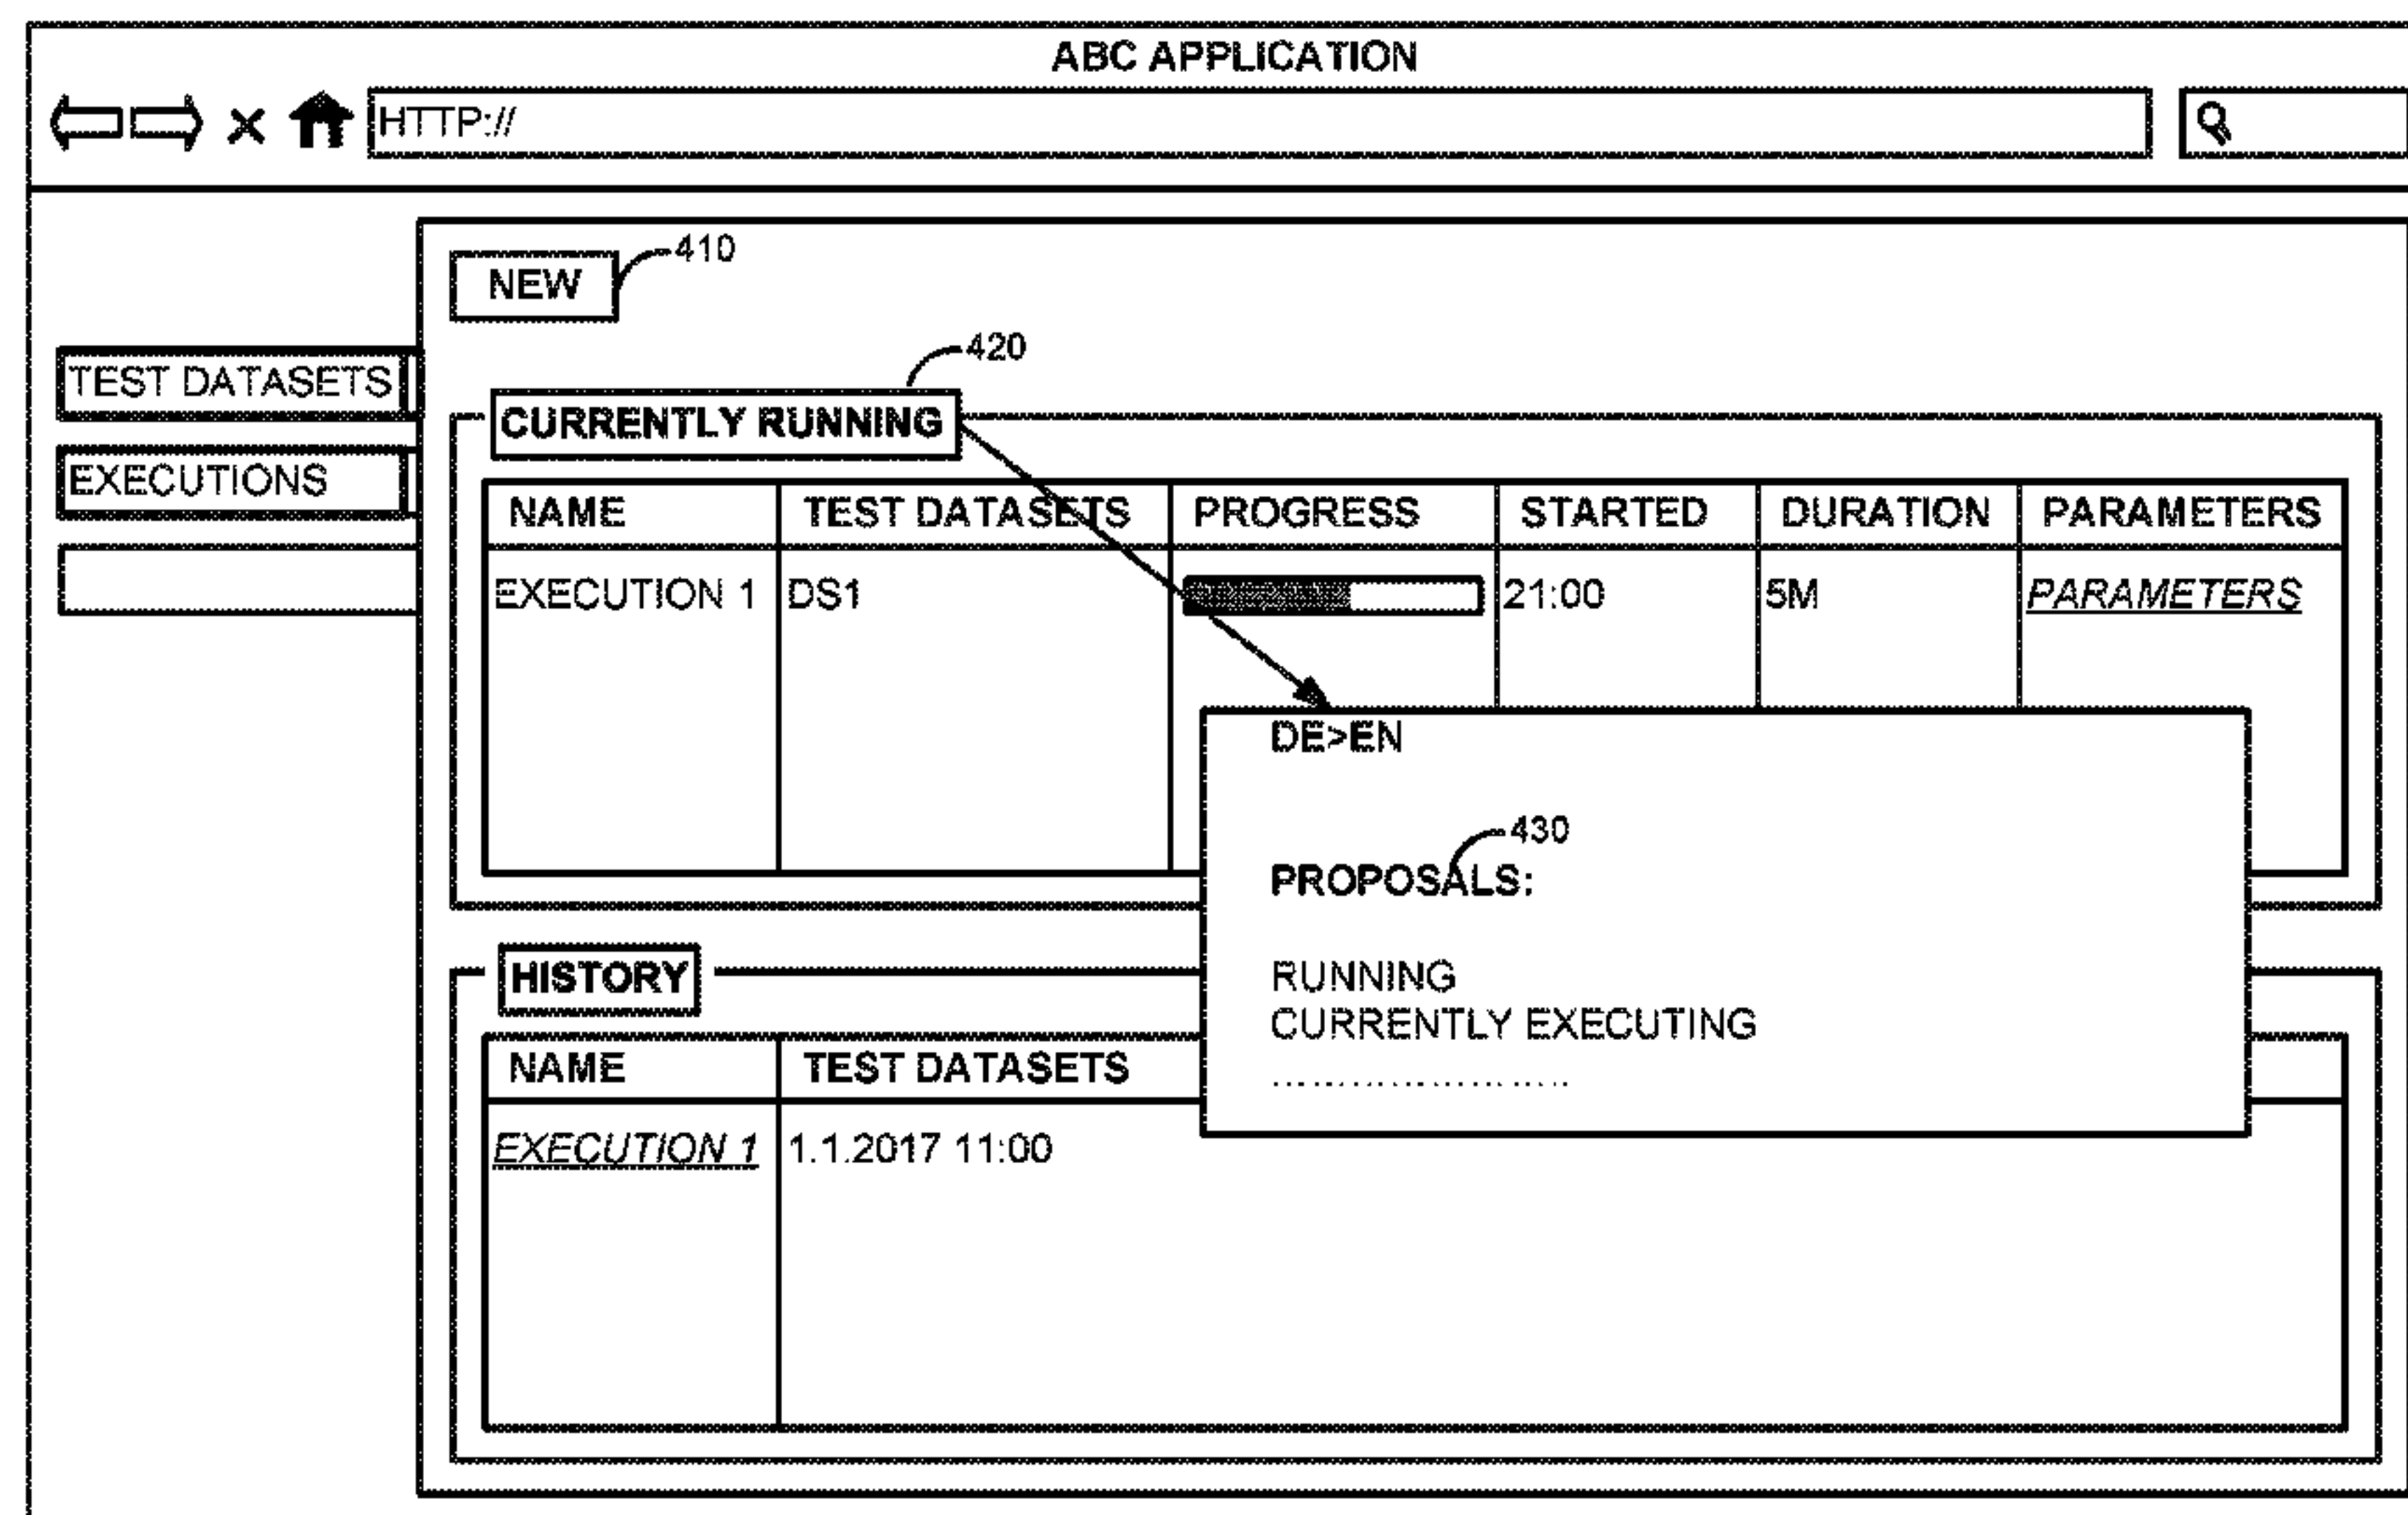 ABC APPLICATION
HTTP://
NEW
410
420
TEST DATASETS
CURRENTLY RUNNING
EXECUTIONS
NAME TEST DATASETS PROGRESS STARTED DURATION PARAMETERS
EXECUTION 1 DS1 21:00 5M PARAMETERS
DE>EN
430
PROPOSALS:
HISTORY
RUNNING
CURRENTLY EXECUTING
NAME TEST DATASETS
.....................
EXECUTION 1 1.1.2017 11:00